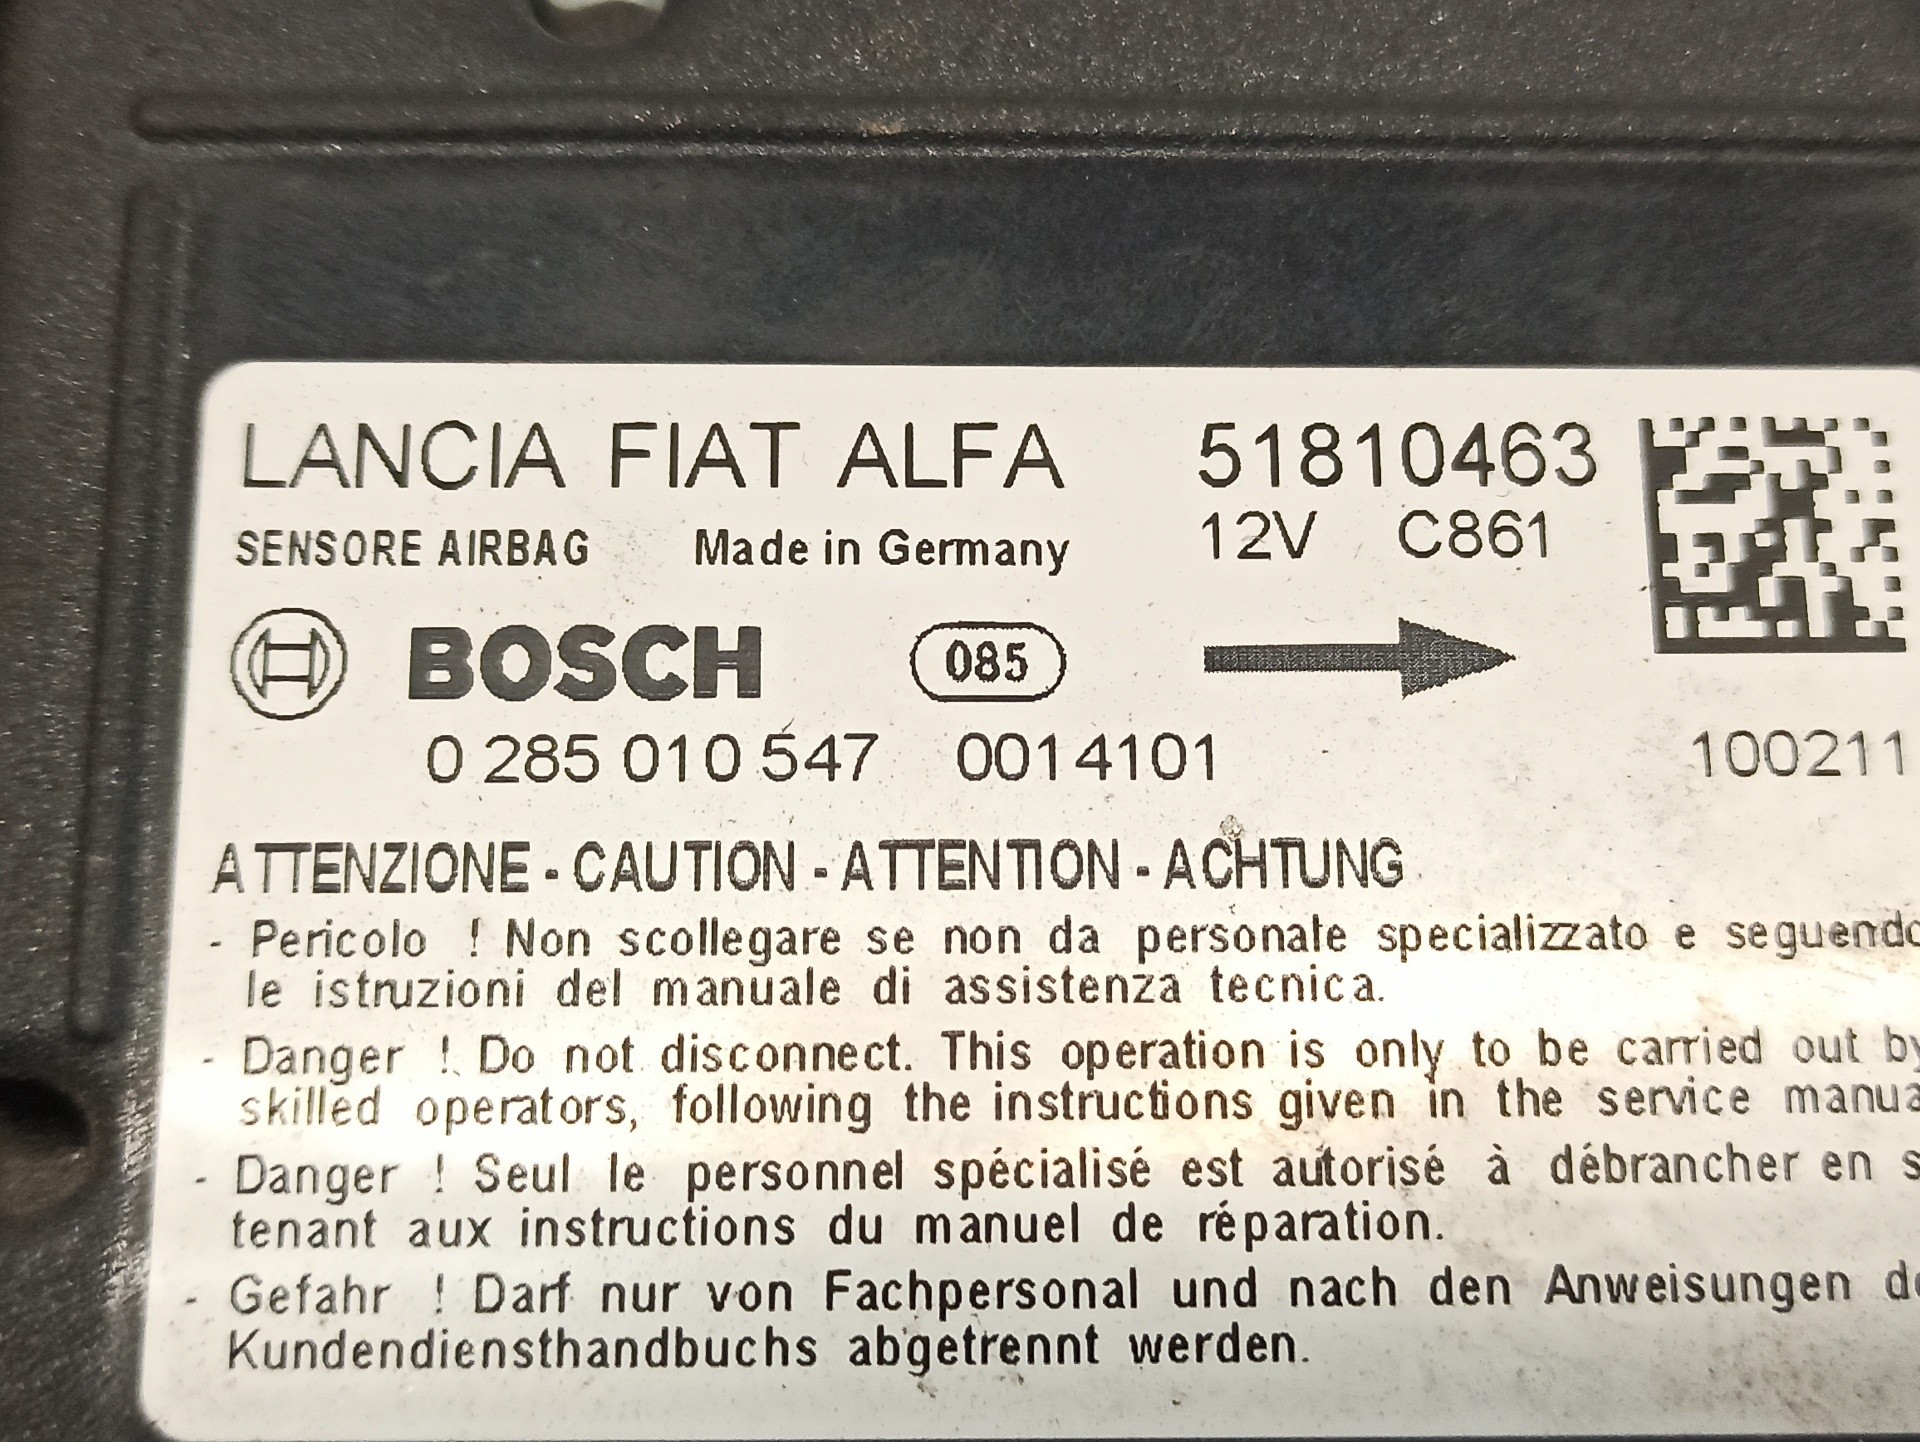 LANCIA FIAT ALFA 51810463
SENSORE AIRBAG Made in Germany 12V C861
BOSCH 085
0 285 010 547 0014101 100211
ATTENZIONE - CAUTION - ATTENTION - ACHTUNG
- Pericolo ! Non scollegare se non da personale specializzato e seguendo
le istruzioni del manuale di assistenza tecnica.
- Danger ! Do not disconnect. This operation is only to be carried out by
skilled operators, following the instructions given in the service manua
- Danger ! Seul le personnel spécialisé est autorisé à débrancher en s
tenant aux instructions du manuel de réparation.
- Gefahr ! Darf nur von Fachpersonal und nach den Anweisungen de
Kundendiensthandbuchs abgetrennt werden.